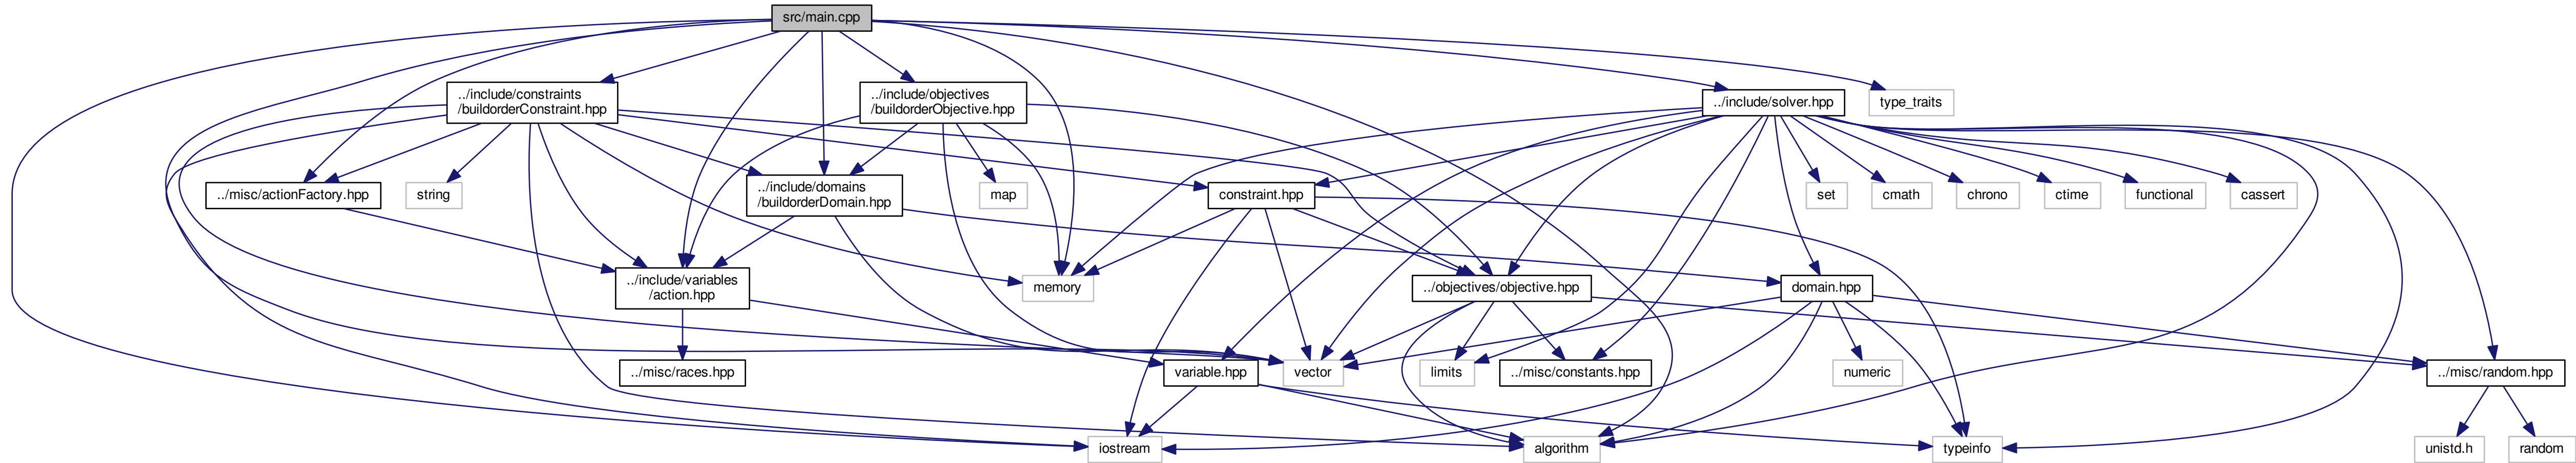 src/main.cpp
../include/constraints
/buildorderConstraint.hpp
../include/objectives
/buildorderObjective.hpp
../include/solver.hpp
type_traits
../misc/actionFactory.hpp
string
../include/domains
/buildorderDomain.hpp
map
constraint.hpp
set
cmath
chrono
ctime
functional
cassert
../include/variables
/action.hpp
memory
../objectives/objective.hpp
domain.hpp
../misc/races.hpp
variable.hpp
vector
limits
../misc/constants.hpp
numeric
../misc/random.hpp
iostream
algorithm
typeinfo
unistd.h
random